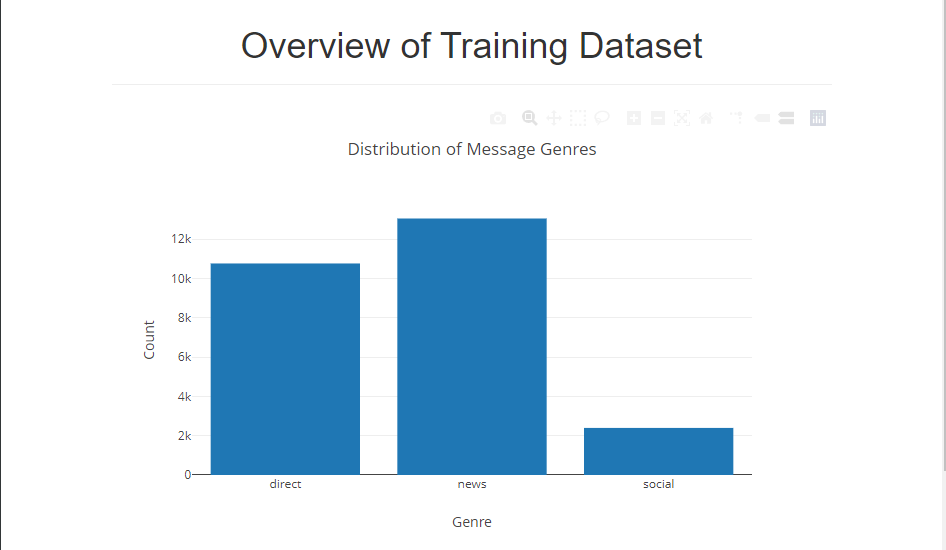 Overview of Training Dataset
Distribution of Message Genres
12k
10k
8k
6k
4k
2k
0
Count
direct news social
Genre